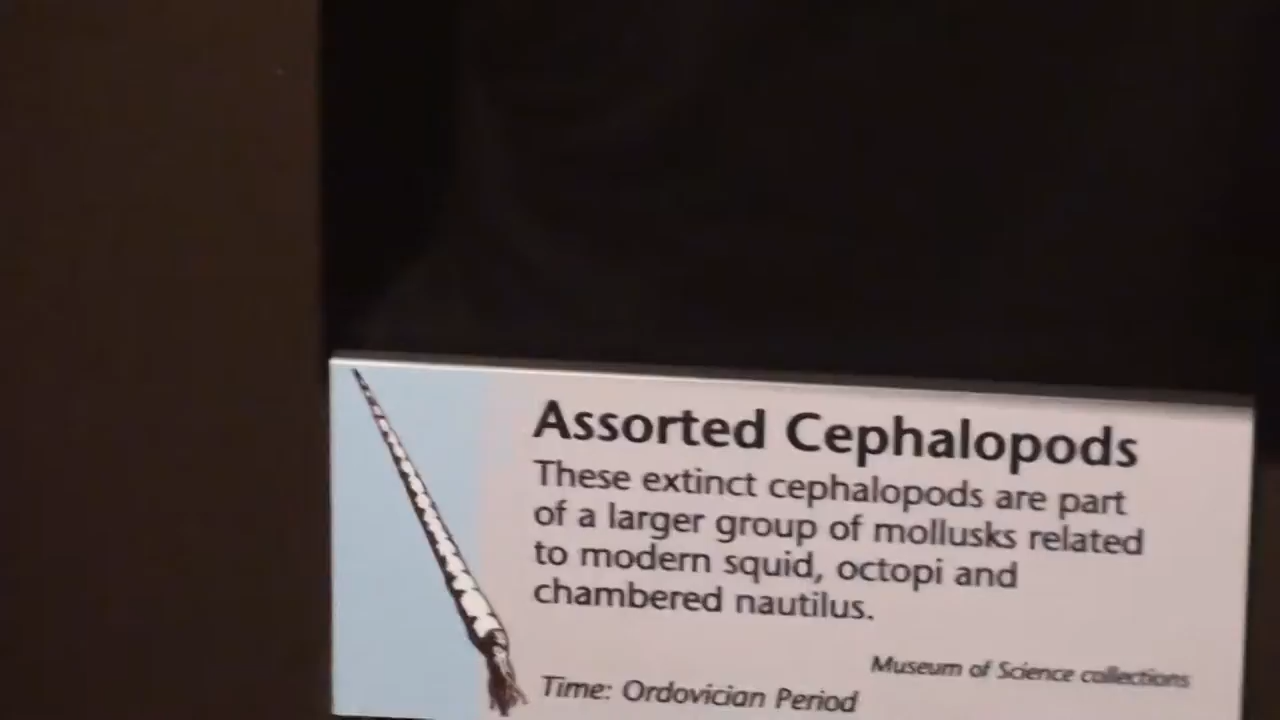 Assorted Cephalopods
These extinct cephalopods are part
of a larger group of mollusks related
to modern squid, octopi and
chambered nautilus.
Museum of Science collections
Time: Ordovician Period